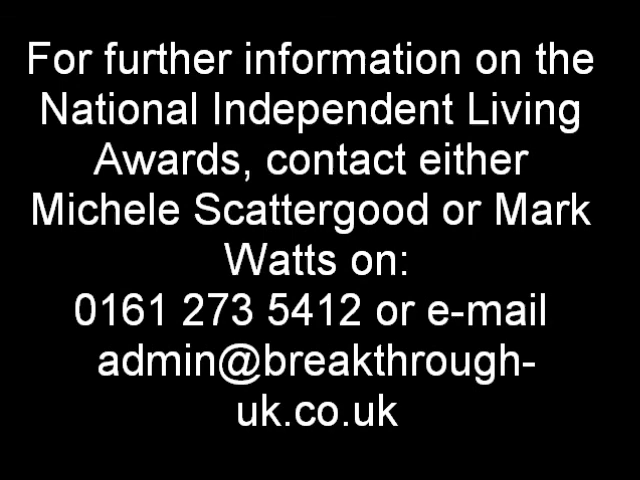 For further information on the
National Independent Living
Awards, contact either
Michele Scattergood or Mark
Watts on:
0161 273 5412 or e-mail
admin@breakthrough-
uk.co.uk